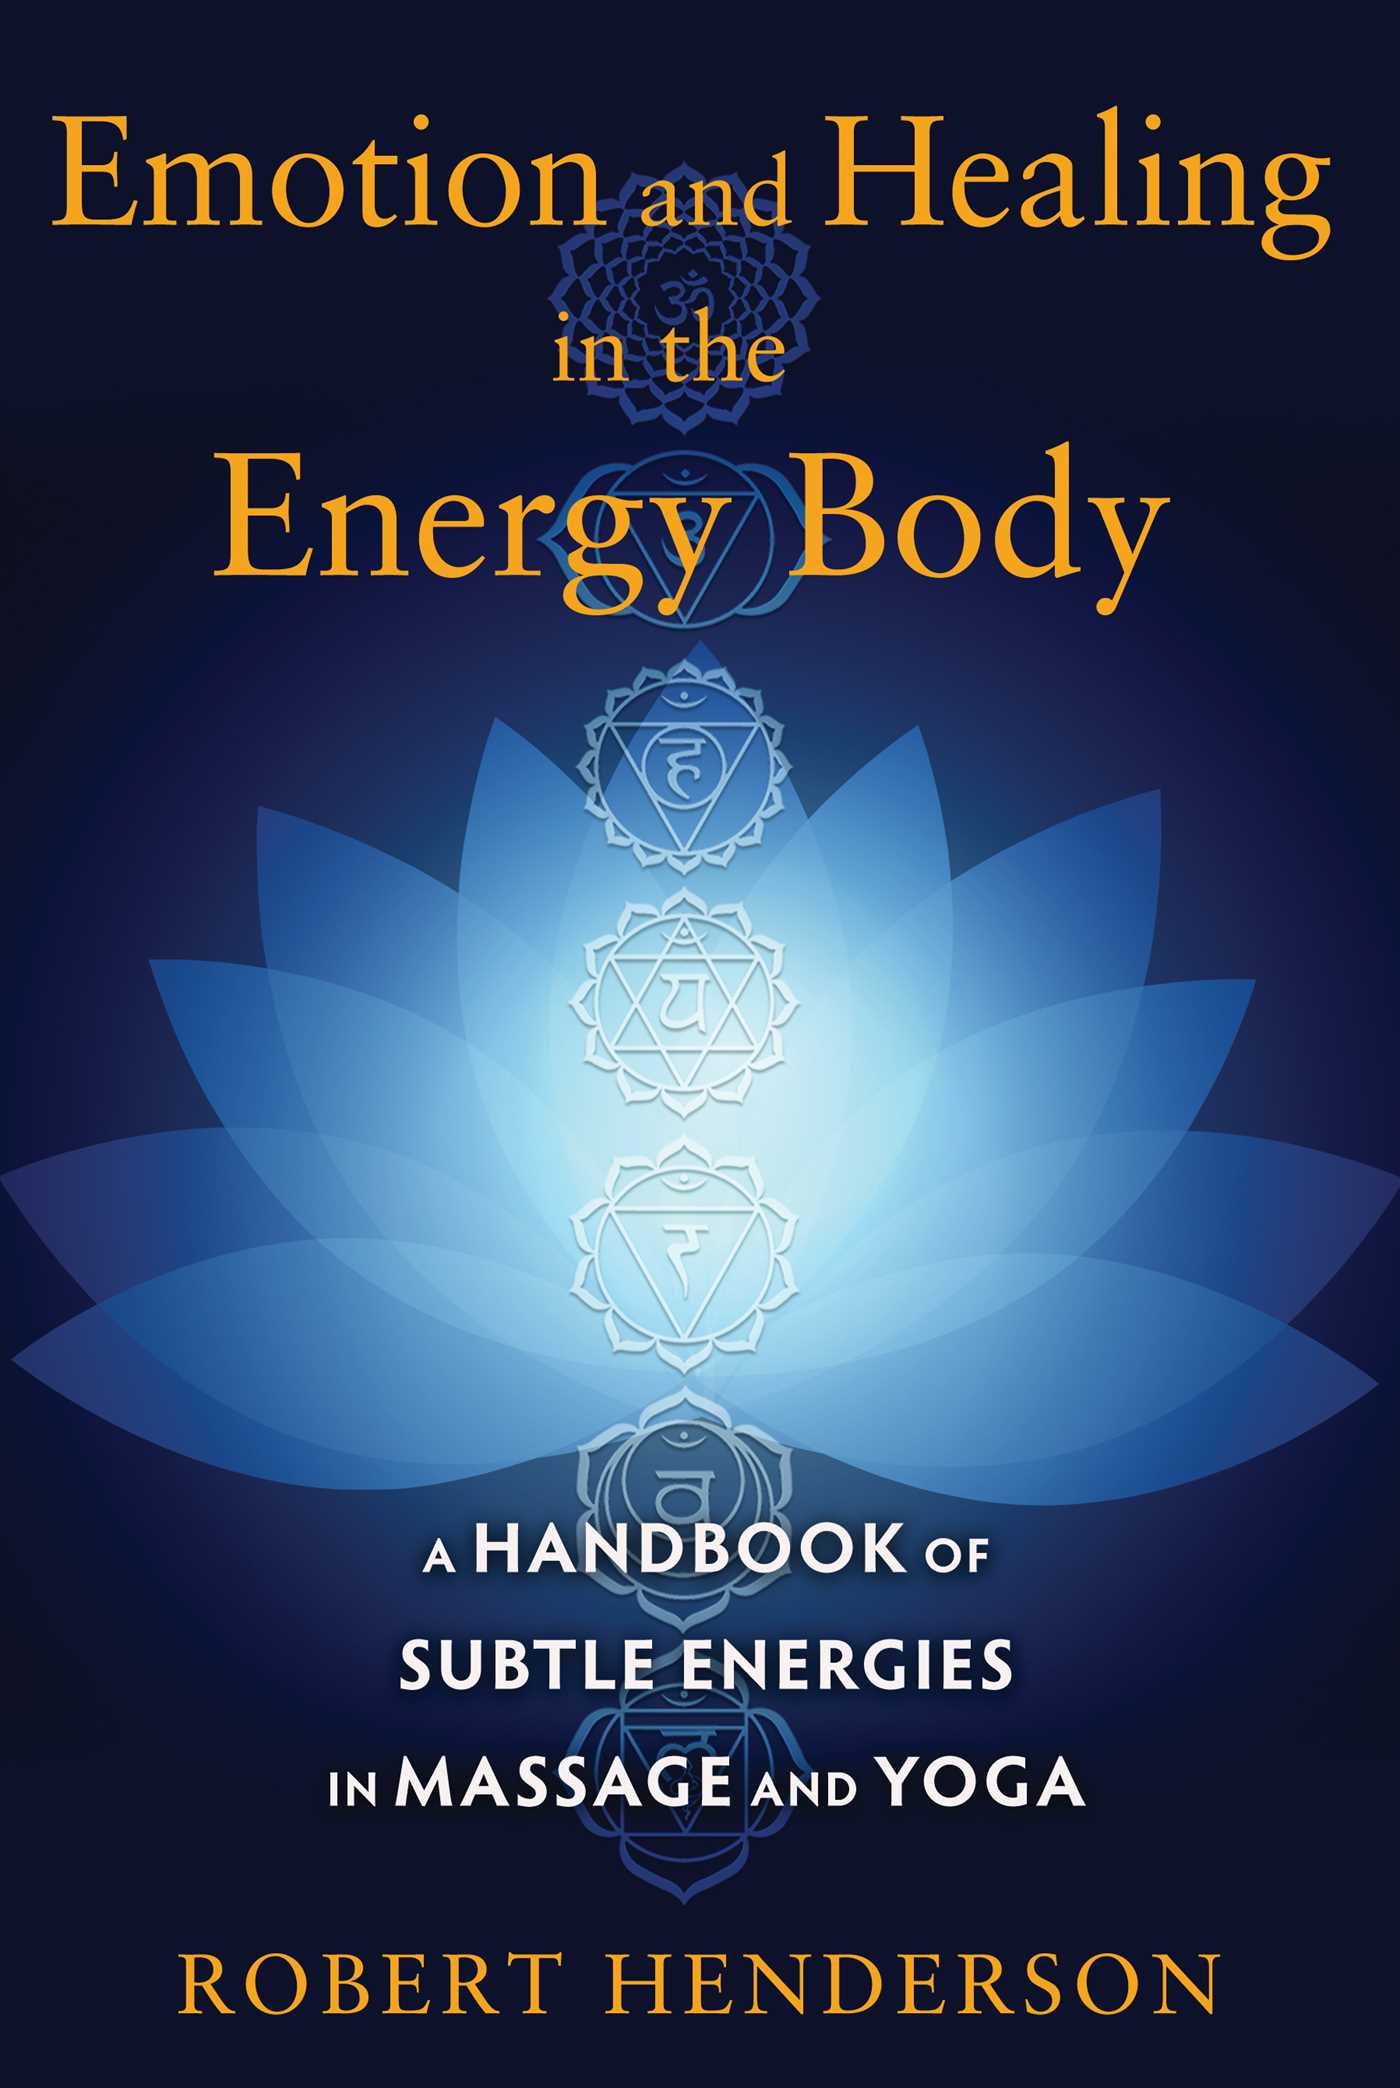 Emotion and Healing
ॐ
in the
Energy Body
ॐ
हं
यं
रं
वं
A HANDBOOK OF
SUBTLE ENERGIES
लं
IN MASSAGE AND YOGA
ROBERT HENDERSON